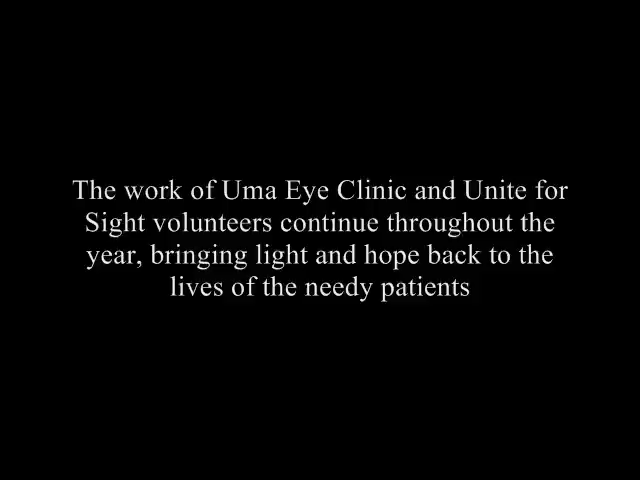 The work of Uma Eye Clinic and Unite for
Sight volunteers continue throughout the
year, bringing light and hope back to the
lives of the needy patients